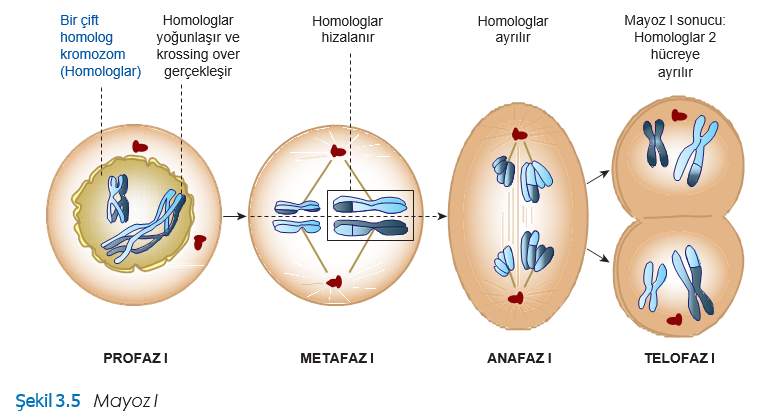 Bir çift
homolog
kromozom
(Homologlar)
Homologlar
yoğunlaşır ve
krossing over
gerçekleşir
Homologlar
hizalanır
Homologlar
ayrılır
Mayoz I sonucu:
Homologlar 2
hücreye
ayrılır
PROFAZ I
METAFAZ I
ANAFAZ I
TELOFAZ I
Şekil 3.5 Mayoz I